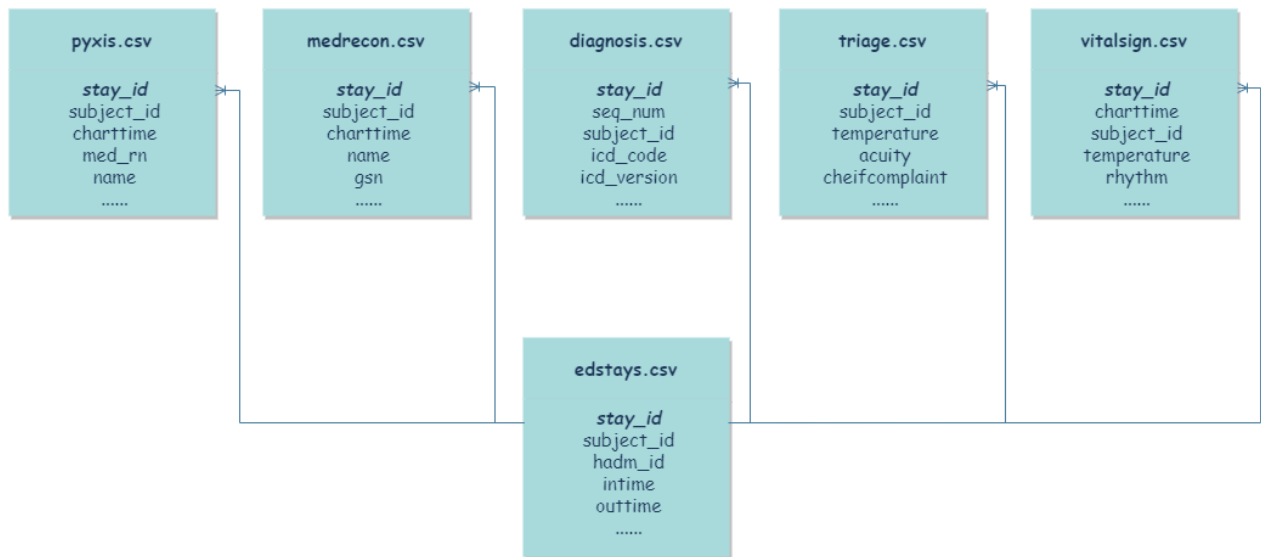 pyxis.csv
stay_id
subject_id
charttime
med_rn
name
......
medrecon.csv
stay_id
subject_id
charttime
name
gsn
......
diagnosis.csv
stay_id
seq_num
subject_id
icd_code
icd_version
......
triage.csv
stay_id
subject_id
temperature
acuity
cheifcomplaint
......
vitalsign.csv
stay_id
charttime
subject_id
temperature
rhythm
......
edstays.csv
stay_id
subject_id
hadm_id
intime
outtime
......